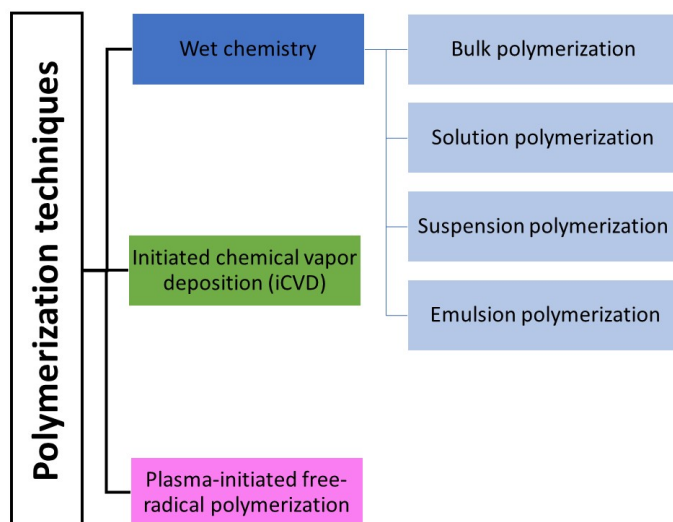 Polymerization techniques
Wet chemistry
Bulk polymerization
Solution polymerization
Suspension polymerization
Emulsion polymerization
Initiated chemical vapor
deposition (iCVD)
Plasma-initiated free-
radical polymerization